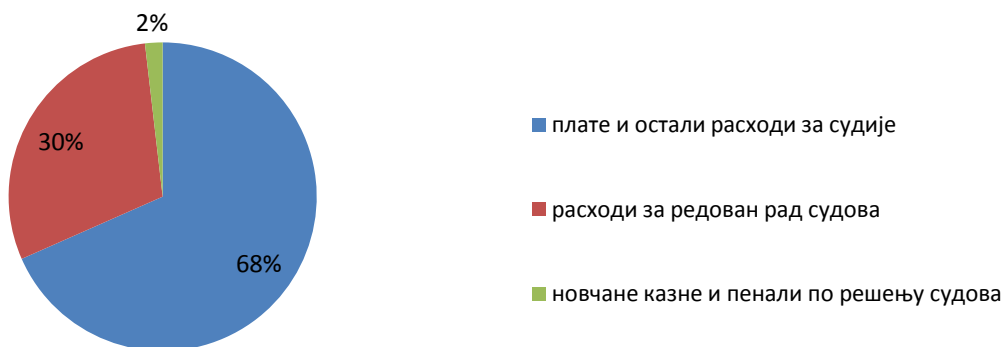 2%
30%
68%
плате и остали расходи за судије
расходи за редован рад судова
новчане казне и пенали по решењу судова